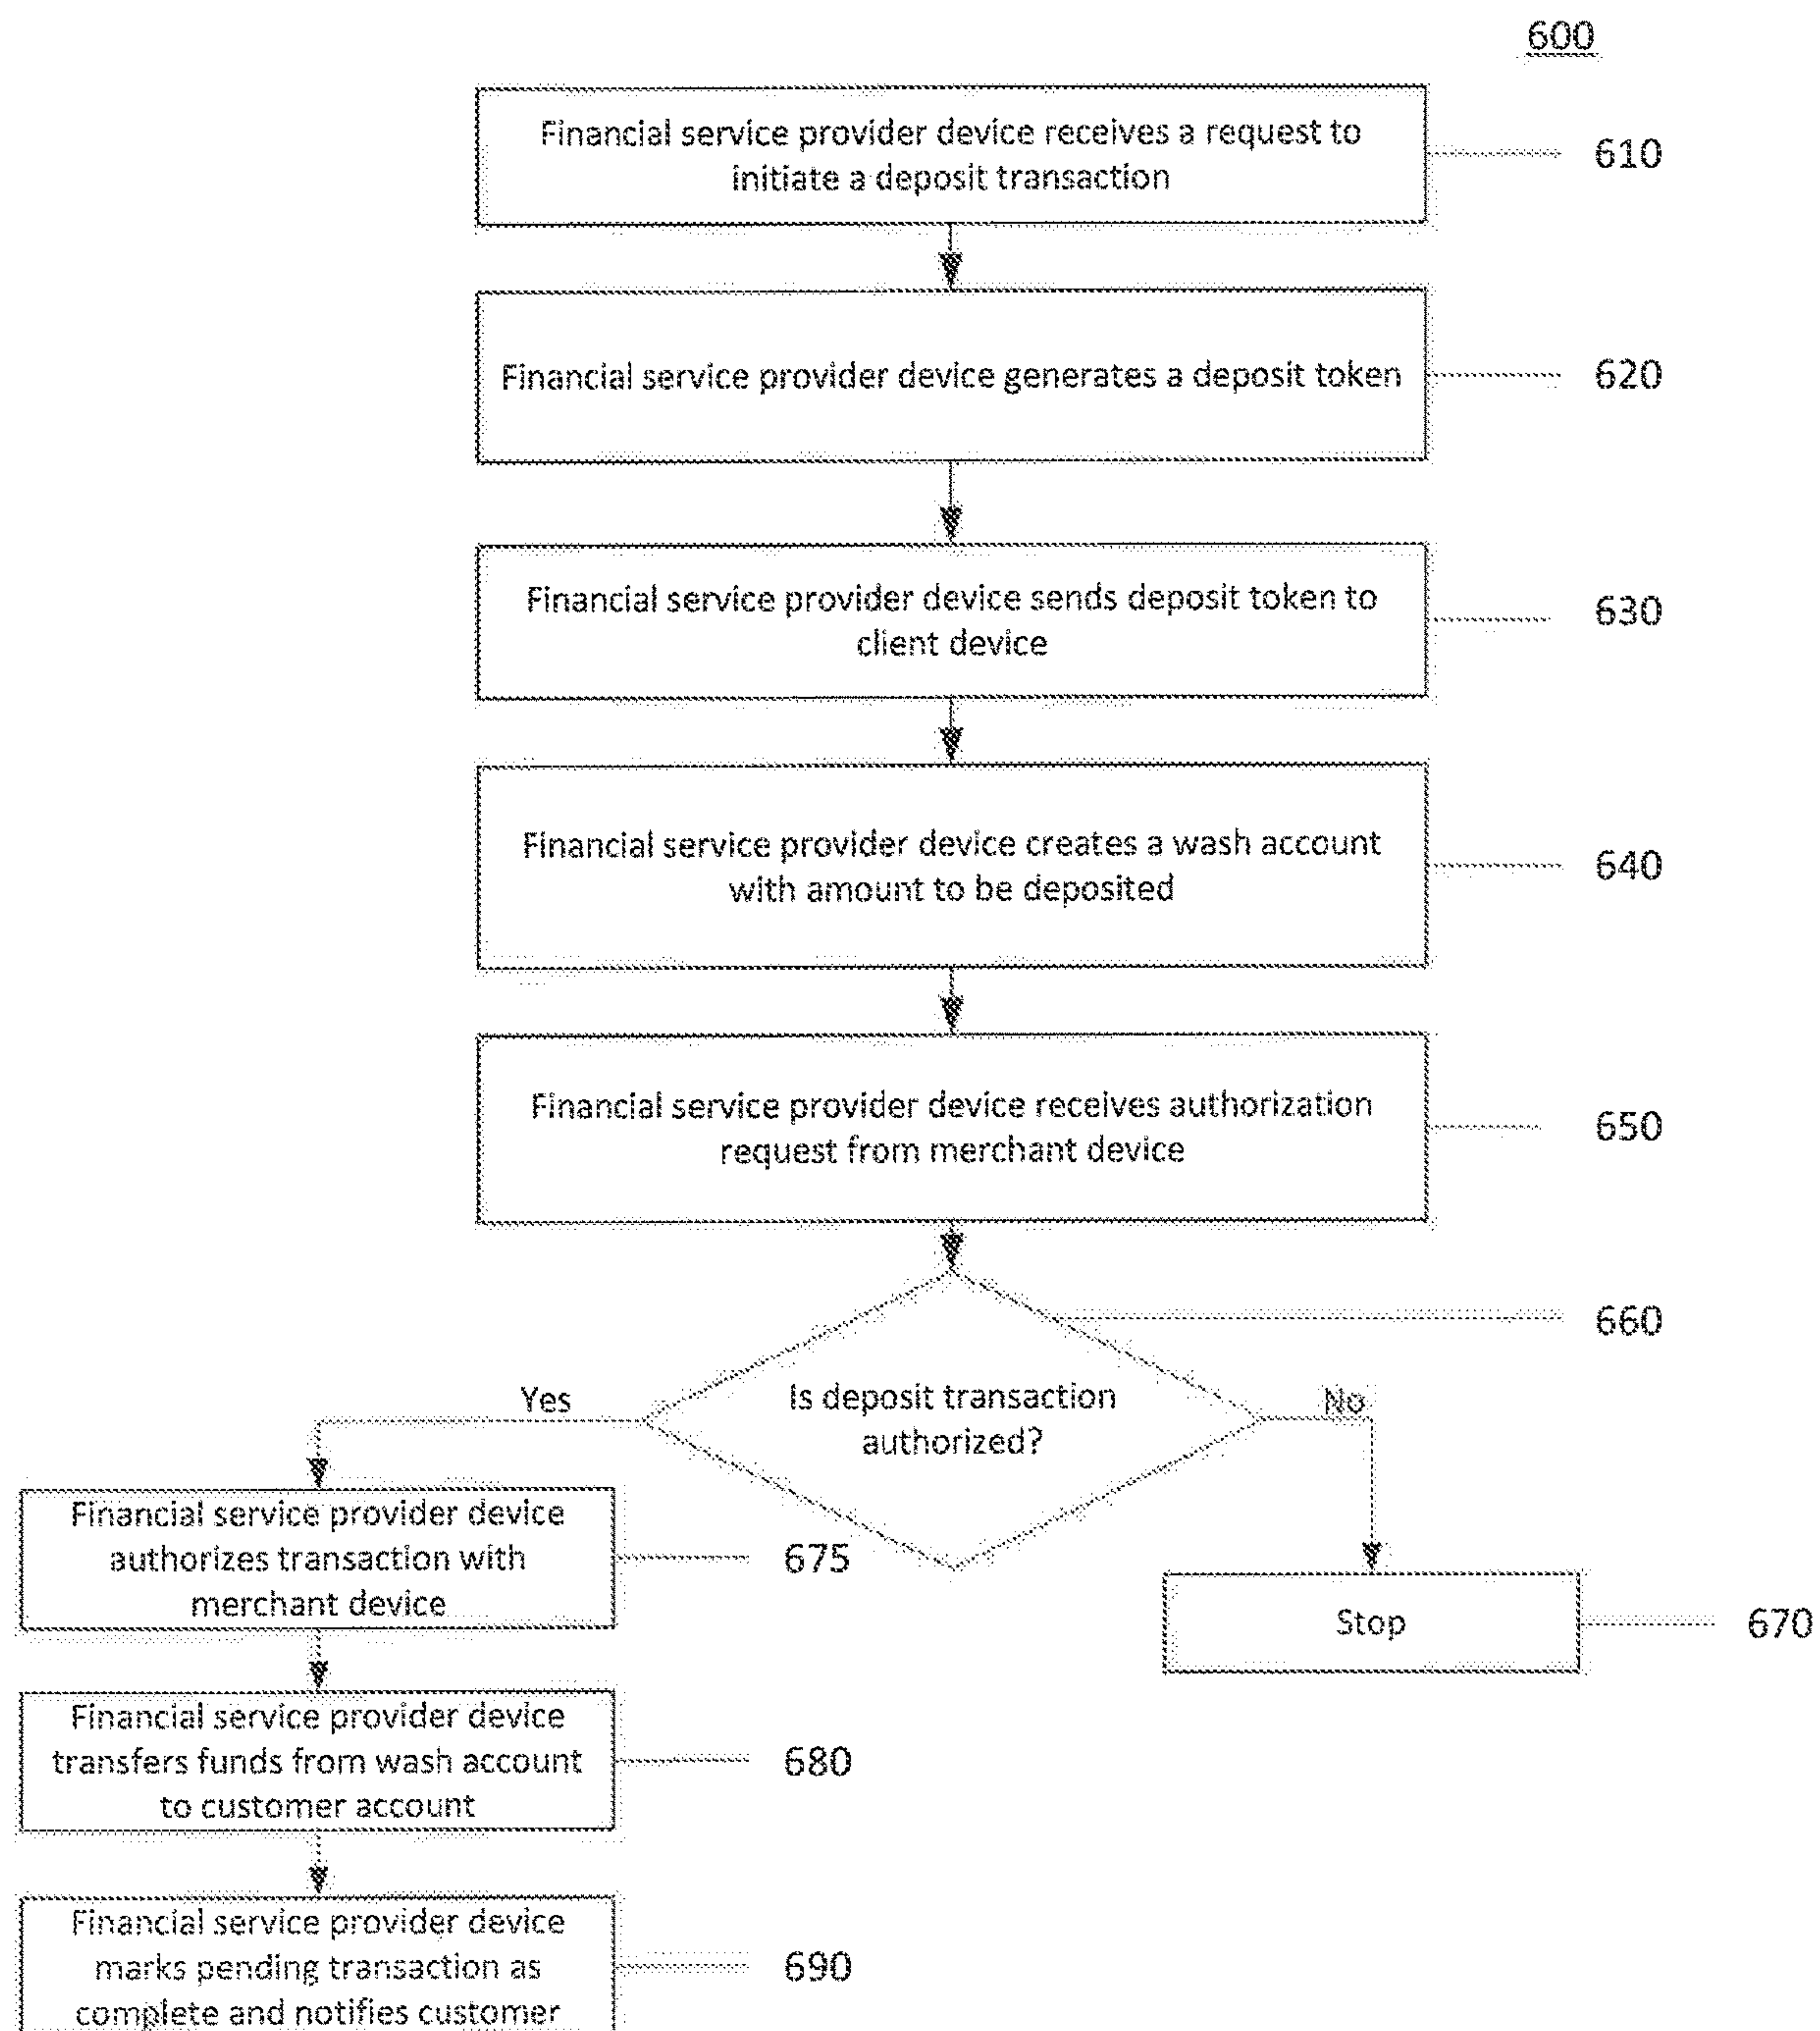 600
Financial service provider device receives a request to
initiate a deposit transaction
610
Financial service provider device generates a deposit token
620
Financial service provider device sends deposit token to
client device
630
Financial service provider device creates a wash account
with amount to be deposited
640
Financial service provider device receives authorization
request from merchant device
650
660
Is deposit transaction
authorized?
Yes
No
Financial service provider device
authorizes transaction with
merchant device
675
Stop
670
Financial service provider device
transfers funds from wash account
to customer account
680
Financial service provider device
marks pending transaction as
complete and notifies customer
690